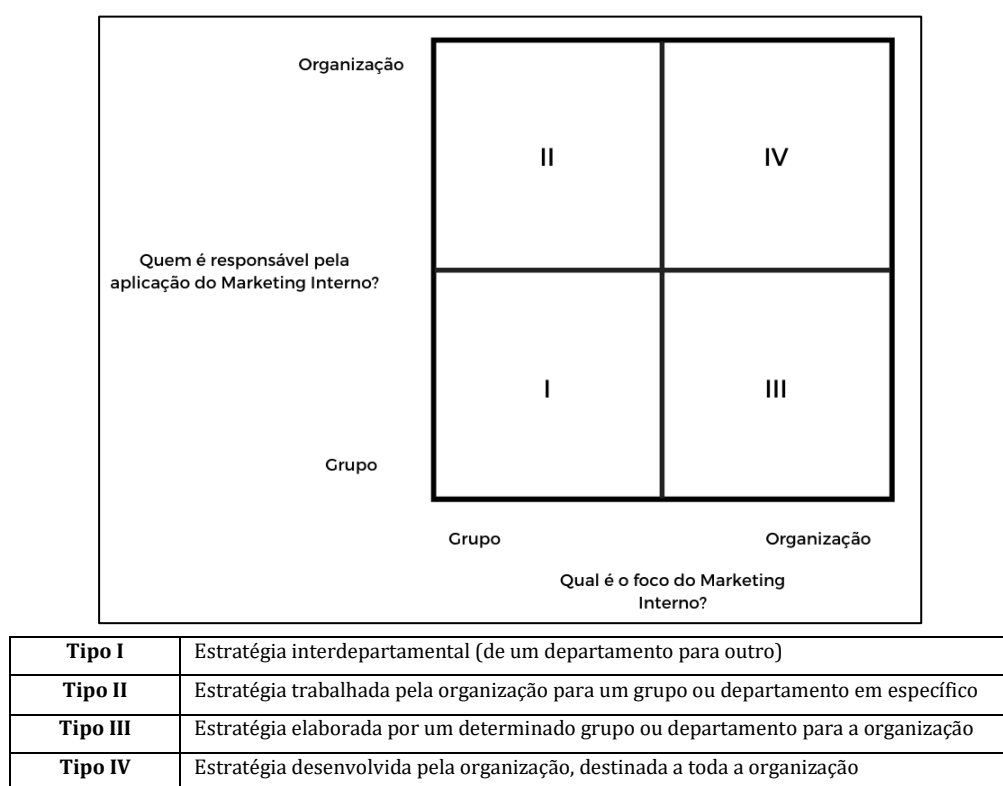 Organização
II
IV
Quem é responsável pela
aplicação do Marketing Interno?
I
III
Grupo
Grupo
Organização
Qual é o foco do Marketing
Interno?
Tipo I Estratégia interdepartamental (de um departamento para outro)
Tipo II Estratégia trabalhada pela organização para um grupo ou departamento em específico
Tipo III Estratégia elaborada por um determinado grupo ou departamento para a organização
Tipo IV Estratégia desenvolvida pela organização, destinada a toda a organização